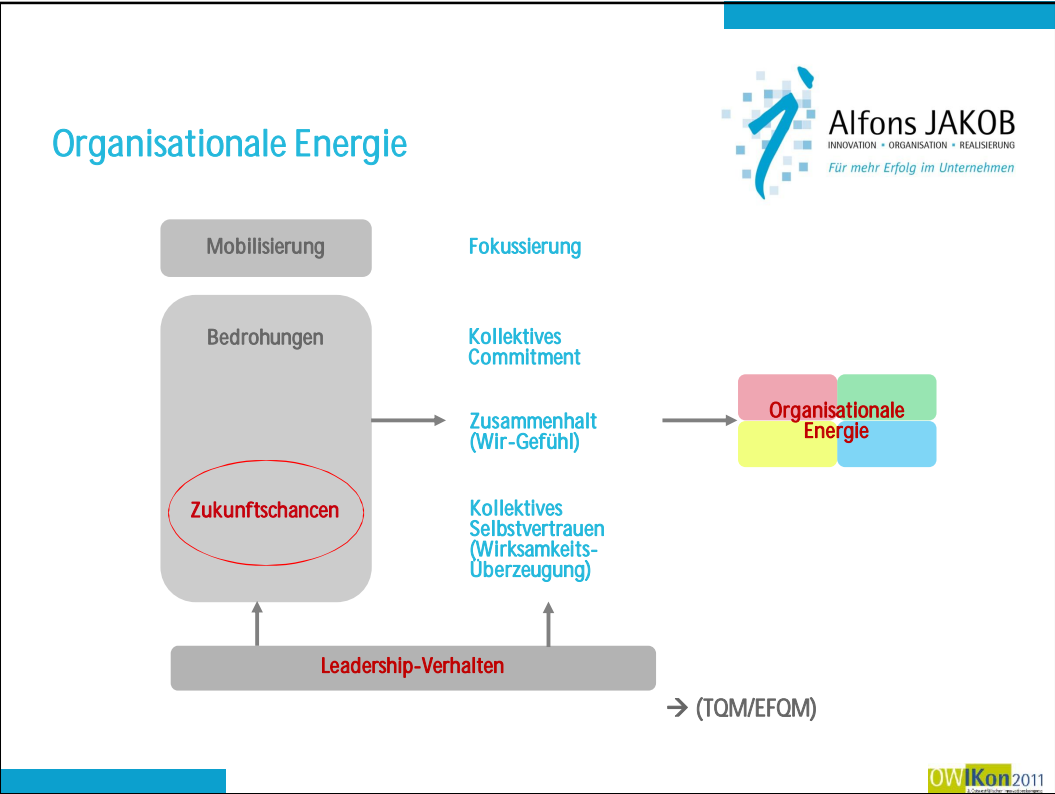 Alfons JAKOB
INNOVATION • ORGANISATION • REALISIERUNG
Für mehr Erfolg im Unternehmen
Organisationale Energie
Mobilisierung
Fokussierung
Bedrohungen
Kollektives
Commitment
Zusammenhalt
(Wir-Gefühl)
Organisationale
Energie
Zukunftschancen
Kollektives
Selbstvertrauen
(Wirksamkeits-
Überzeugung)
Leadership-Verhalten
→ (TQM/EFQM)
OWIKon2011